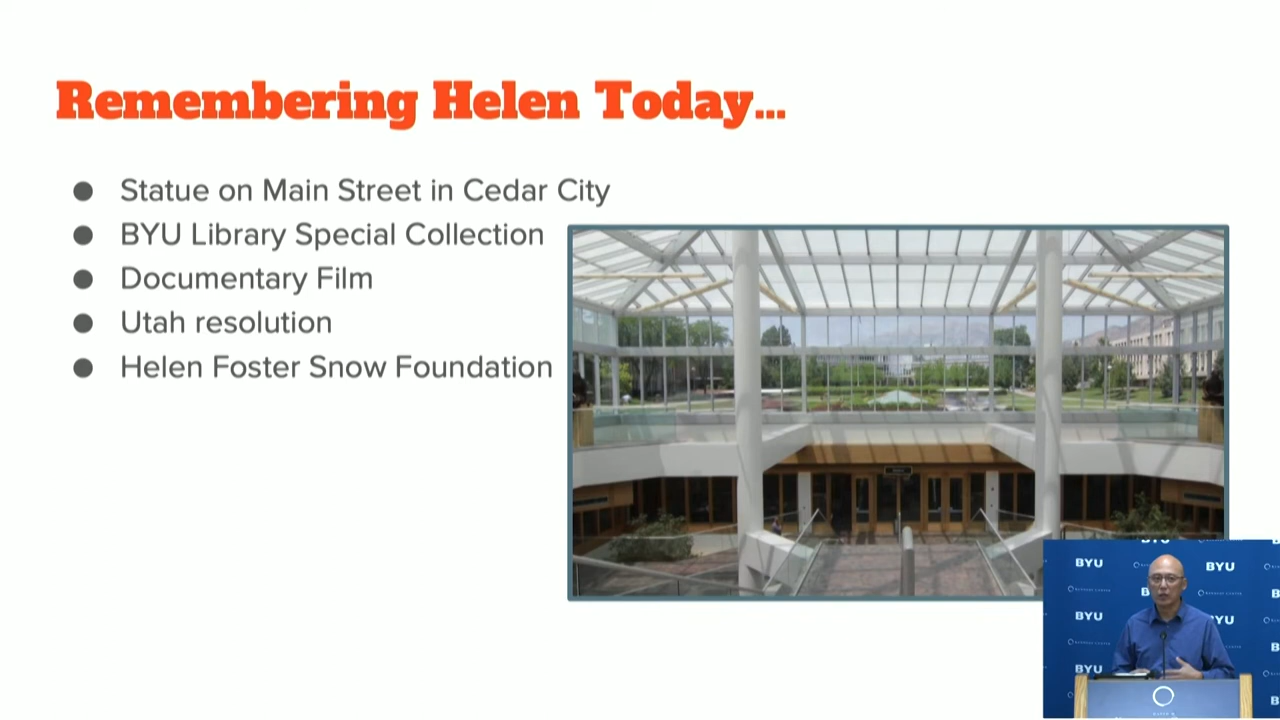 Remembering Helen Today...
● Statue on Main Street in Cedar City
● BYU Library Special Collection
● Documentary Film
● Utah resolution
● Helen Foster Snow Foundation
BYU
BYU
BYU
BYU
BYU
BYU